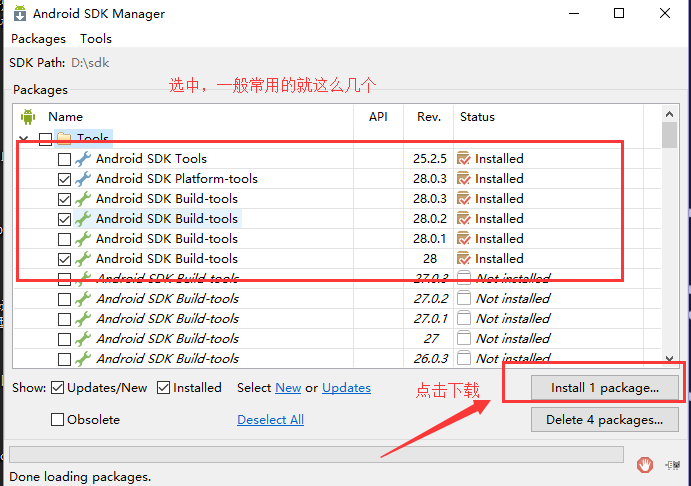 Android SDK Manager
Packages Tools
SDK Path: D:\sdk
选中，一般常用的就这么几个
Packages
Name API Rev. Status
Tools
Android SDK Tools 25.2.5 Installed
Android SDK Platform-tools 28.0.3 Installed
Android SDK Build-tools 28.0.3 Installed
Android SDK Build-tools 28.0.2 Installed
Android SDK Build-tools 28.0.1 Installed
Android SDK Build-tools 28 Installed
Android SDK Build-tools 27.0.3 Not installed
Android SDK Build-tools 27.0.2 Not installed
Android SDK Build-tools 27.0.1 Not installed
Android SDK Build-tools 27 Not installed
Android SDK Build-tools 26.0.3 Not installed
Show: Updates/New Installed Select New or Updates 点击下载 Install 1 package...
Obsolete Deselect All Delete 4 packages...
Done loading packages.